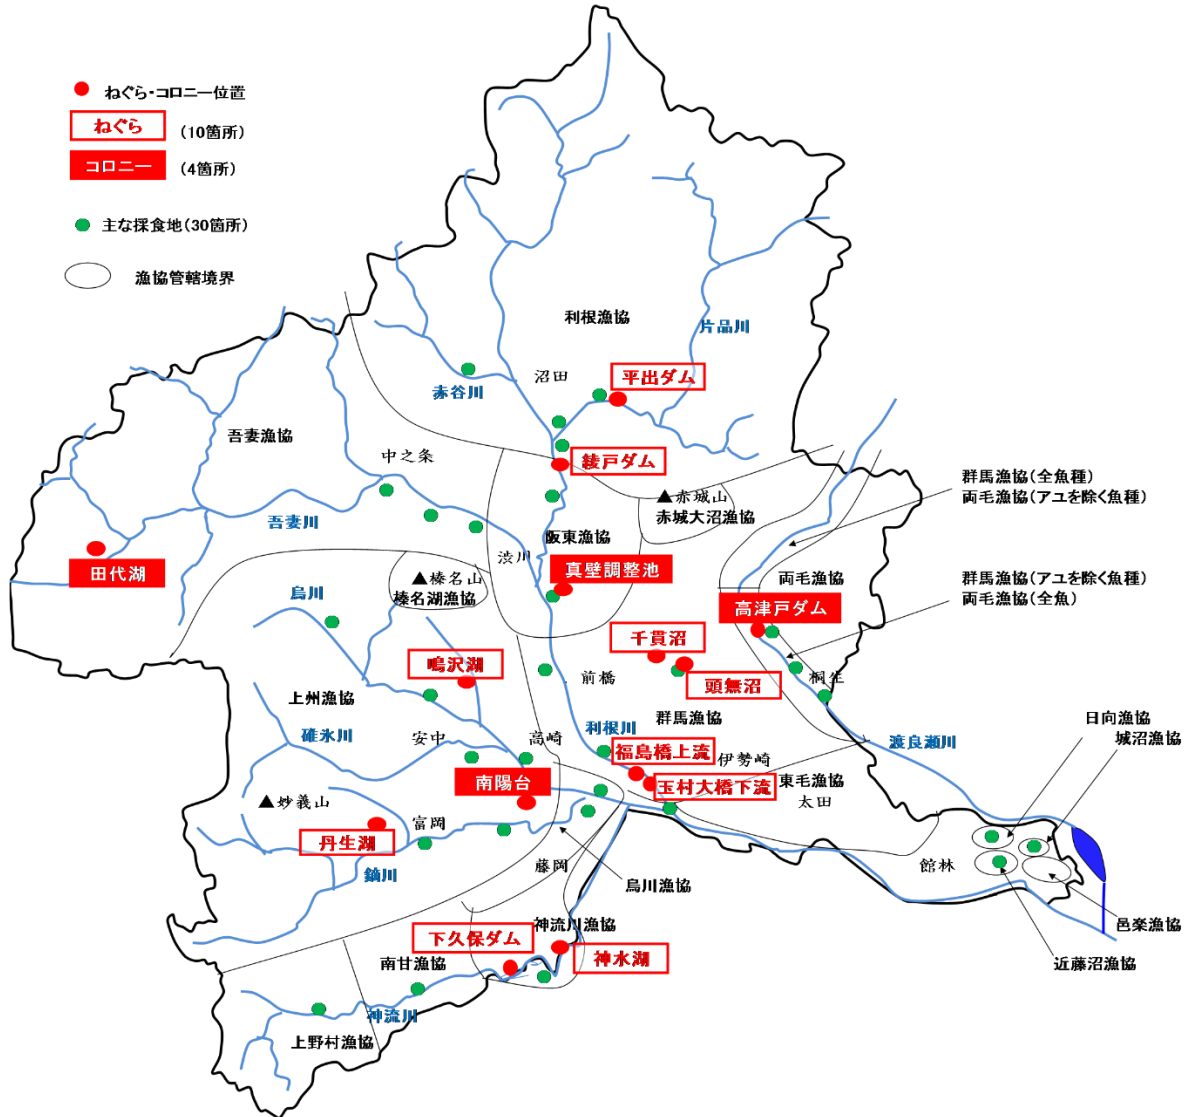 ねぐら・コロニー位置
ねぐら (10箇所)
コロニー (4箇所)
主な採食地(30箇所)
漁協管轄境界
利根漁協
片品川
沼田
平出ダム
赤谷川
吾妻漁協
中之条
綾戸ダム
群馬漁協(全魚種)
両毛漁協(アユを除く魚種)
赤城山
赤城大沼漁協
吾妻川
阪東漁協
渋川
田代湖
真壁調整池
榛名山
榛名湖漁協
両毛漁協
群馬漁協(アユを除く魚種)
両毛漁協(全魚)
烏川
高津戸ダム
千貫沼
鳴沢湖
頭無沼
前橋
桐生
上州漁協
群馬漁協
日向漁協
城沼漁協
碓氷川
安中
高崎
利根川
福島橋上流
伊勢崎
渡良瀬川
南陽台
玉村大橋下流
東毛漁協
太田
妙義山
富岡
丹生湖
鏑川
藤岡
烏川漁協
館林
邑楽漁協
近藤沼漁協
神流川漁協
下久保ダム
神水湖
南甘漁協
神流川
上野村漁協